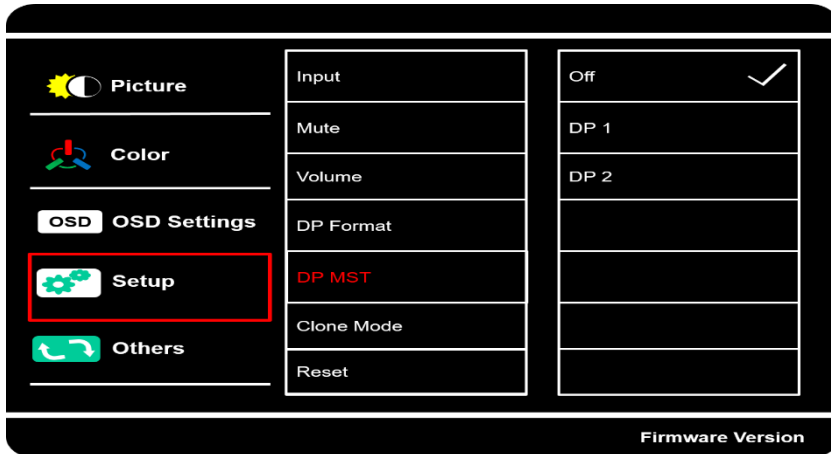 Picture
Color
OSD OSD Settings
Setup
Others
Input
Mute
Volume
DP Format
DP MST
Clone Mode
Reset
Off
DP 1
DP 2
Firmware Version